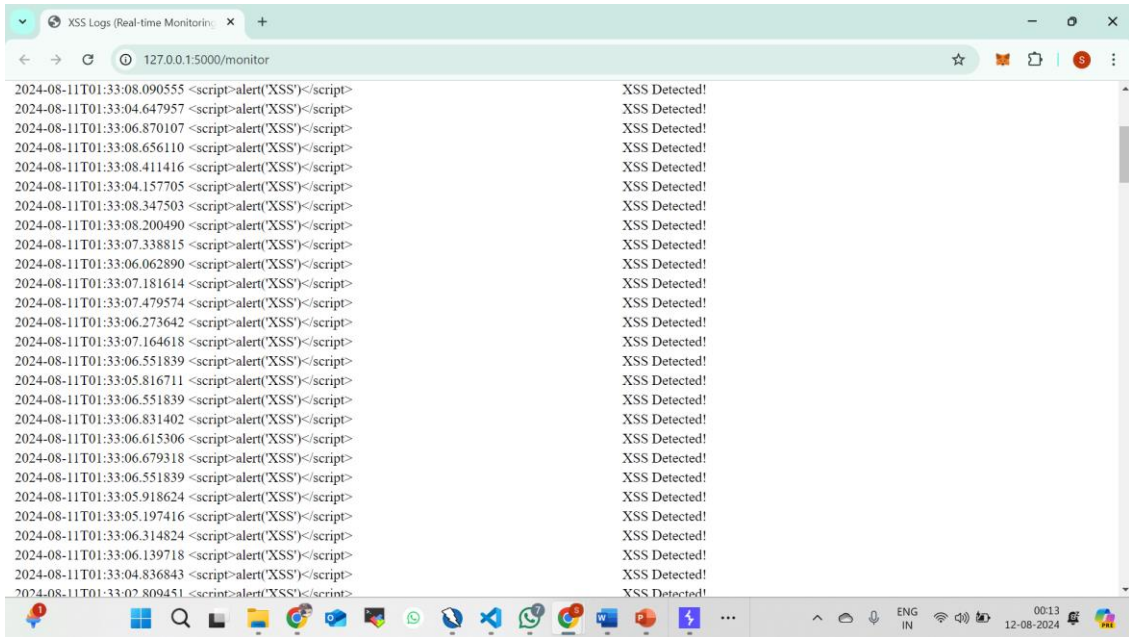 XSS Logs (Real-time Monitoring
127.0.0.1:5000/monitor
S
2024-08-11T01:33:08.090555 <script>alert('XSS')</script> XSS Detected!
2024-08-11T01:33:04.647957 <script>alert('XSS')</script> XSS Detected!
2024-08-11T01:33:06.870107 <script>alert('XSS')</script> XSS Detected!
2024-08-11T01:33:08.656110 <script>alert('XSS')</script> XSS Detected!
2024-08-11T01:33:08.411416 <script>alert('XSS')</script> XSS Detected!
2024-08-11T01:33:04.157705 <script>alert('XSS')</script> XSS Detected!
2024-08-11T01:33:08.347503 <script>alert('XSS')</script> XSS Detected!
2024-08-11T01:33:08.200490 <script>alert('XSS')</script> XSS Detected!
2024-08-11T01:33:07.338815 <script>alert('XSS')</script> XSS Detected!
2024-08-11T01:33:06.062890 <script>alert('XSS')</script> XSS Detected!
2024-08-11T01:33:07.181614 <script>alert('XSS')</script> XSS Detected!
2024-08-11T01:33:07.479574 <script>alert('XSS')</script> XSS Detected!
2024-08-11T01:33:06.273642 <script>alert('XSS')</script> XSS Detected!
2024-08-11T01:33:07.164618 <script>alert('XSS')</script> XSS Detected!
2024-08-11T01:33:06.551839 <script>alert('XSS')</script> XSS Detected!
2024-08-11T01:33:05.816711 <script>alert('XSS')</script> XSS Detected!
2024-08-11T01:33:06.551839 <script>alert('XSS')</script> XSS Detected!
2024-08-11T01:33:06.831402 <script>alert('XSS')</script> XSS Detected!
2024-08-11T01:33:06.615306 <script>alert('XSS')</script> XSS Detected!
2024-08-11T01:33:06.679318 <script>alert('XSS')</script> XSS Detected!
2024-08-11T01:33:06.551839 <script>alert('XSS')</script> XSS Detected!
2024-08-11T01:33:05.918624 <script>alert('XSS')</script> XSS Detected!
2024-08-11T01:33:05.197416 <script>alert('XSS')</script> XSS Detected!
2024-08-11T01:33:06.314824 <script>alert('XSS')</script> XSS Detected!
2024-08-11T01:33:06.139718 <script>alert('XSS')</script> XSS Detected!
2024-08-11T01:33:04.836843 <script>alert('XSS')</script> XSS Detected!
2024-08-11T01:33:02.809451 <script>alert('XSS')</script> XSS Detected!
ENG
IN
00:13
12-08-2024